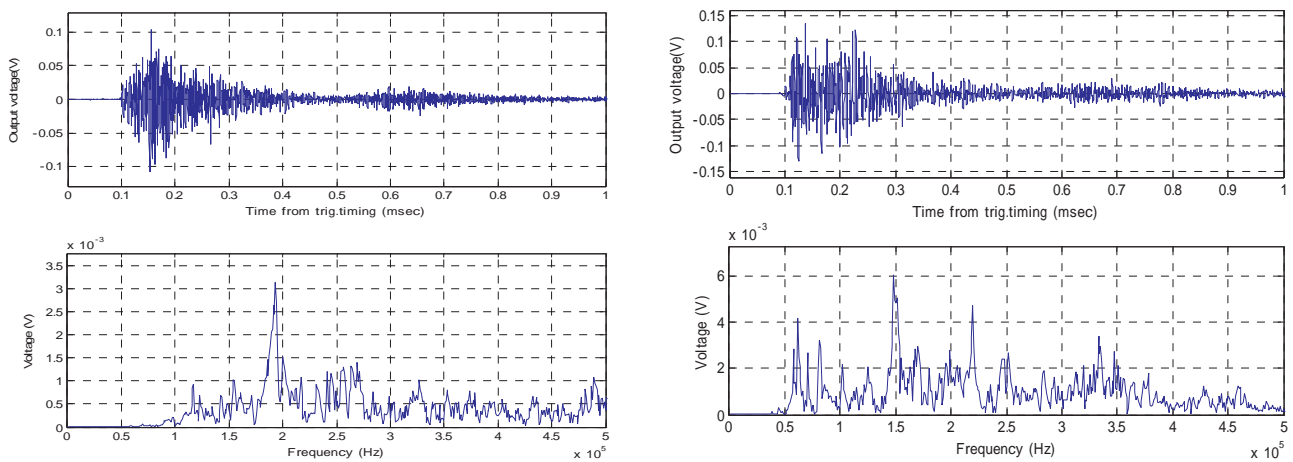 0.1
0.05
0
-0.05
-0.1
Output voltage(V)
0 0.1 0.2 0.3 0.4 0.5 0.6 0.7 0.8 0.9 1
Time from trig.timing (msec)
0.15
0.1
0.05
0
-0.05
-0.1
-0.15
Output voltage(V)
0 0.1 0.2 0.3 0.4 0.5 0.6 0.7 0.8 0.9 1
Time from trig.timing (msec)
x 10⁻³
3.5
3
2.5
2
1.5
1
0.5
0
Voltage (V)
0 0.5 1 1.5 2 2.5 3 3.5 4 4.5 5
Frequency (Hz)
x 10⁵
x 10⁻³
6
4
2
0
Voltage (V)
0 0.5 1 1.5 2 2.5 3 3.5 4 4.5 5
Frequency (Hz)
x 10⁵